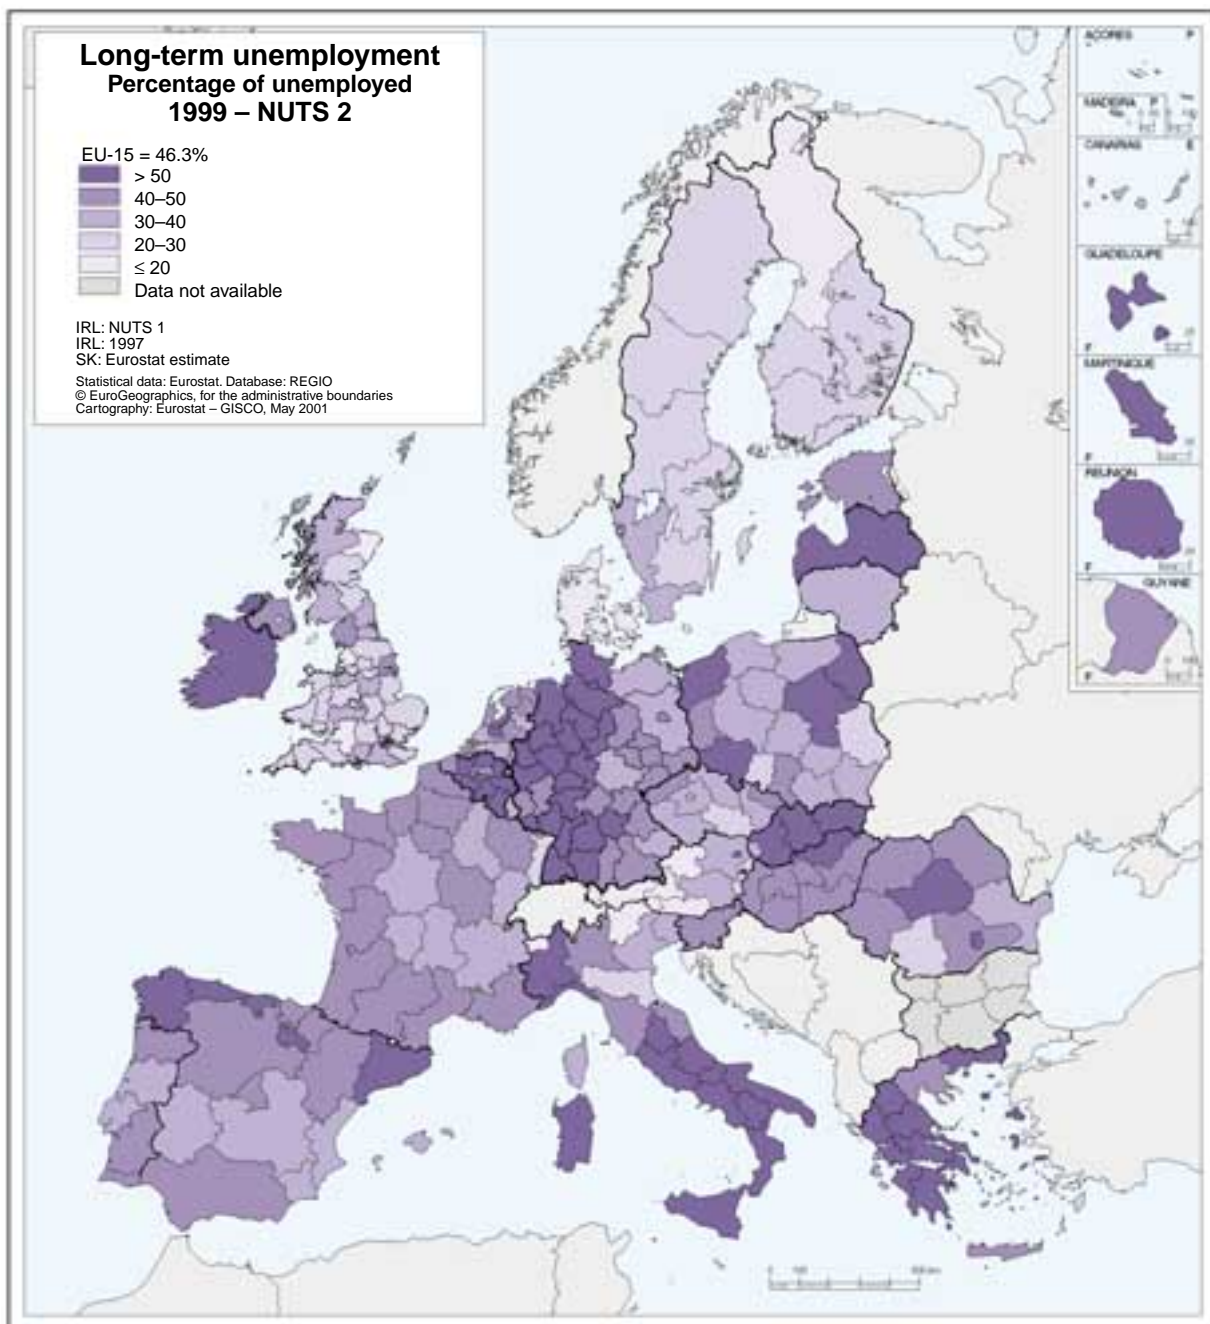 Long-term unemployment
Percentage of unemployed
1999 – NUTS 2
EU-15 = 46.3%
> 50
40–50
30–40
20–30
≤ 20
Data not available
IRL: NUTS 1
IRL: 1997
SK: Eurostat estimate
Statistical data: Eurostat. Database: REGIO
© EuroGeographics, for the administrative boundaries
Cartography: Eurostat – GISCO, May 2001
AÇORES P
MADEIRA P
CANARIAS E
GUADELOUPE
F
MARTINIQUE
F
REUNION
F
GUYANE
F